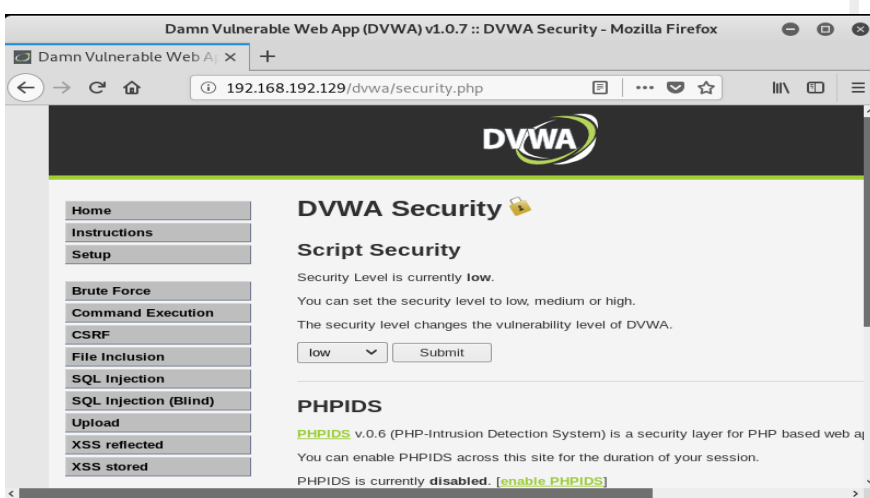 Damn Vulnerable Web App (DVWA) v1.0.7 :: DVWA Security - Mozilla Firefox
Damn Vulnerable Web A
192.168.192.129/dvwa/security.php
DVWA
Home
Instructions
Setup
Brute Force
Command Execution
CSRF
File Inclusion
SQL Injection
SQL Injection (Blind)
Upload
XSS reflected
XSS stored
DVWA Security
Script Security
Security Level is currently low.
You can set the security level to low, medium or high.
The security level changes the vulnerability level of DVWA.
low
Submit
PHPIDS
PHPIDS v.0.6 (PHP-Intrusion Detection System) is a security layer for PHP based web
You can enable PHPIDS across this site for the duration of your session.
PHPIDS is currently disabled. [enable PHPIDS]